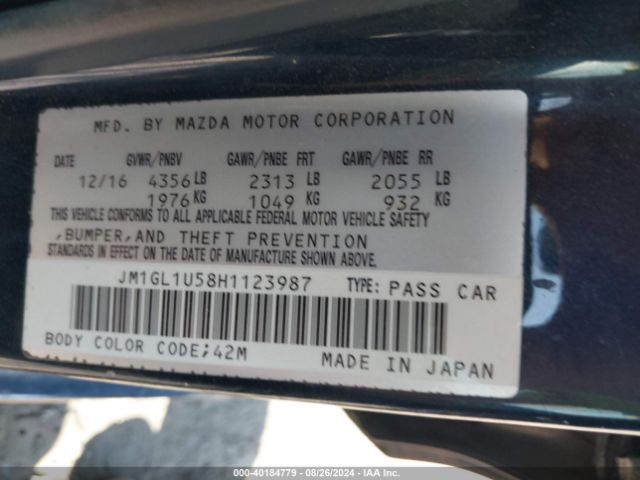 MFD. BY MAZDA MOTOR CORPORATION
DATE GVWR/PNBV GAWR/PNBE FRT GAWR/PNBE RR
12/16 4356 LB 2313 LB 2055 LB
1976 KG 1049 KG 932 KG
THIS VEHICLE CONFORMS TO ALL APPLICABLE FEDERAL MOTOR VEHICLE SAFETY
,BUMPER,AND THEFT PREVENTION
STANDARDS IN EFFECT ON THE DATE OF MANUFACTURE SHOWN ABOVE.
JM1GL1U58H1123987 TYPE: PASS CAR
BODY COLOR CODE;42M
MADE IN JAPAN
000-40184779 - 08/26/2024 - IAA Inc.